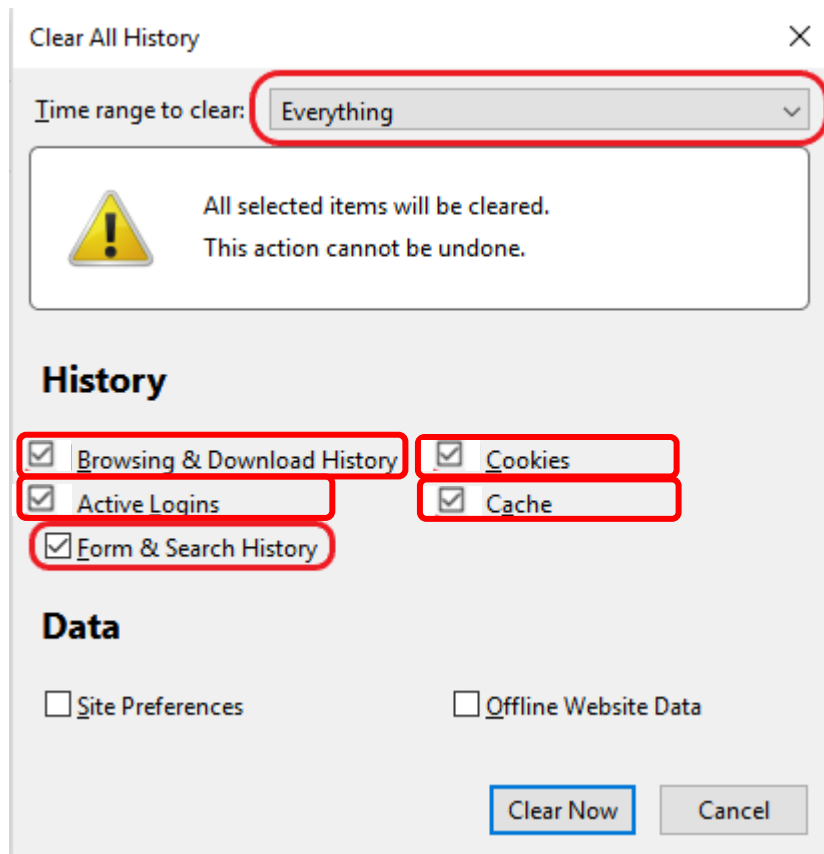 Clear All History
Time range to clear: Everything
All selected items will be cleared.
This action cannot be undone.
History
Browsing & Download History Cookies
Active Logins Cache
Form & Search History
Data
Site Preferences Offline Website Data
Clear Now Cancel